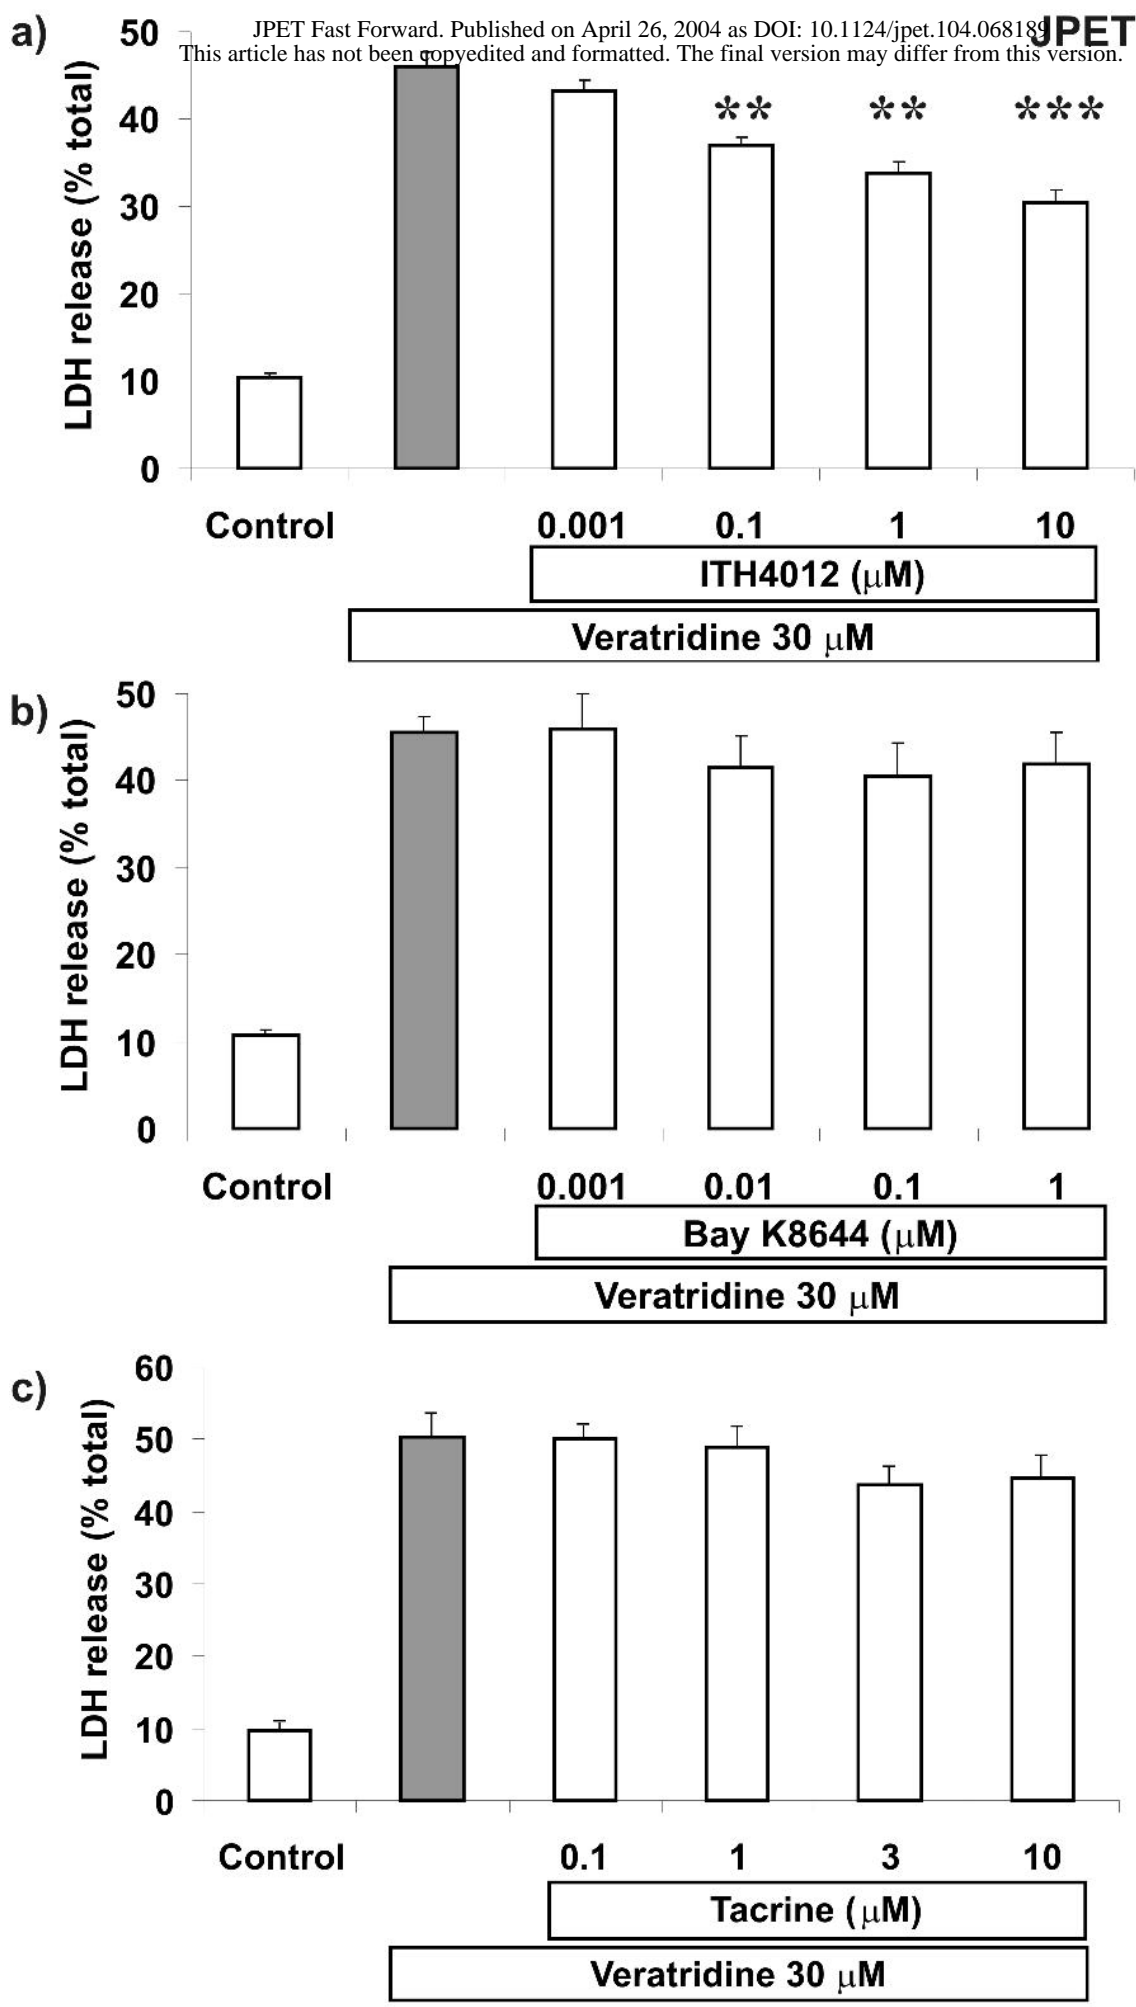 a)
JPET Fast Forward. Published on April 26, 2004 as DOI: 10.1124/jpet.104.068189
This article has not been copyedited and formatted. The final version may differ from this version.
JPET
LDH release (% total)
50
40
30
20
10
0
** ** ***
Control 0.001 0.1 1 10
ITH4012 (μM)
Veratridine 30 μM
b)
LDH release (% total)
50
40
30
20
10
0
Control 0.001 0.01 0.1 1
Bay K8644 (μM)
Veratridine 30 μM
c)
LDH release (% total)
60
50
40
30
20
10
0
Control 0.1 1 3 10
Tacrine (μM)
Veratridine 30 μM